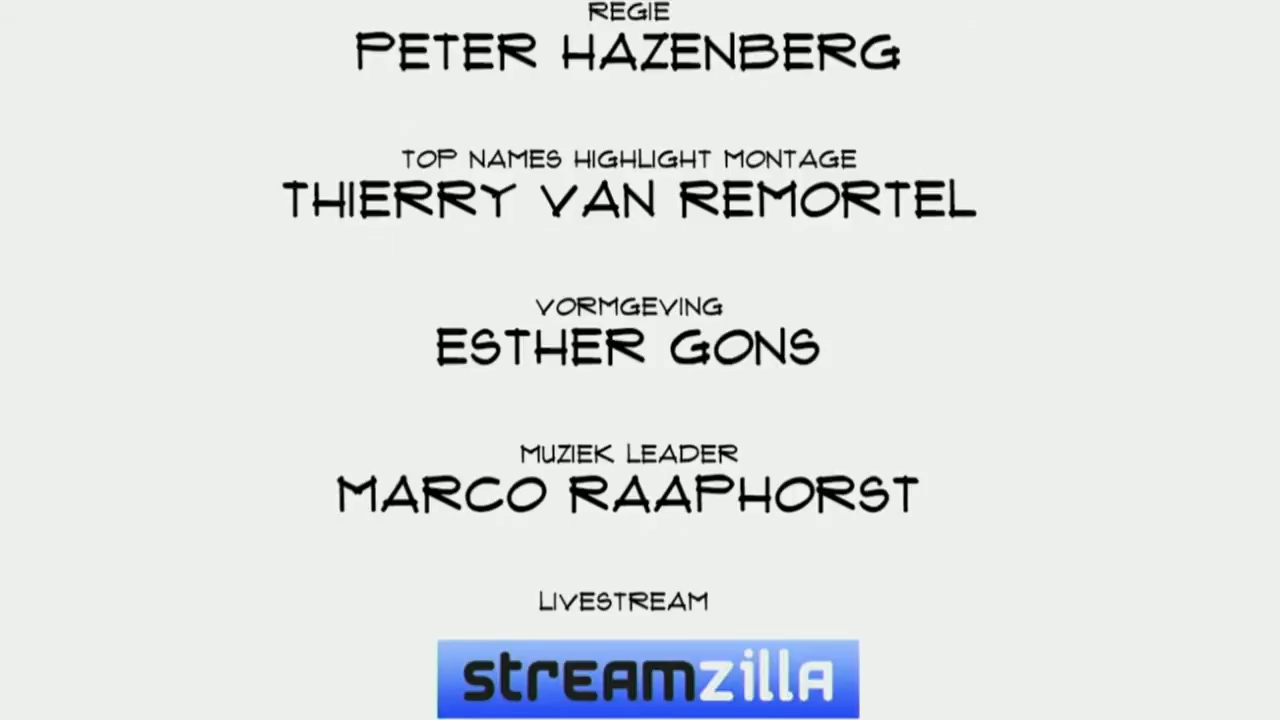 REGIE
PETER HAZENBERG
TOP NAMES HIGHLIGHT MONTAGE
THIERRY VAN REMORTEL
VORMGEVING
ESTHER GONS
MUZIEK LEADER
MARCO RAAPHORST
LIVESTREAM
streamzilla